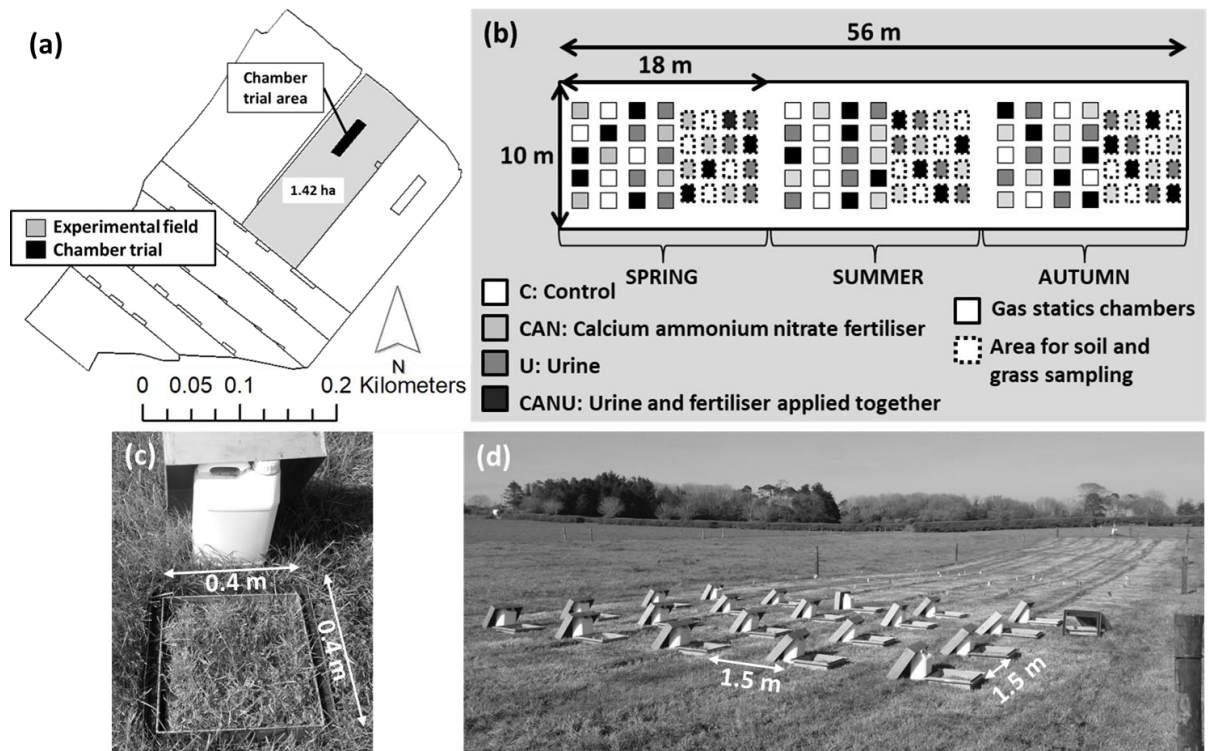 (a)
Chamber
trial area
1.42 ha
Experimental field
Chamber trial
N
0 0.05 0.1 0.2 Kilometers
(b)
56 m
18 m
10 m
SPRING SUMMER AUTUMN
C: Control
CAN: Calcium ammonium nitrate fertiliser
U: Urine
CANU: Urine and fertiliser applied together
Gas statics chambers
Area for soil and
grass sampling
(c)
0.4 m
0.4 m
(d)
1.5 m
1.5 m